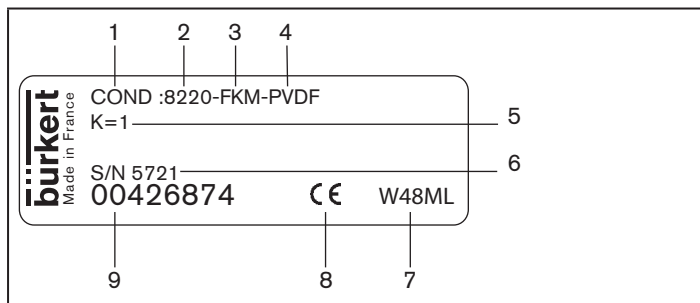 1 2 3 4
bürkert
Made in France
COND :8220-FKM-PVDF
K=1
5
S/N 5721
6
00426874 CE W48ML
9 8 7